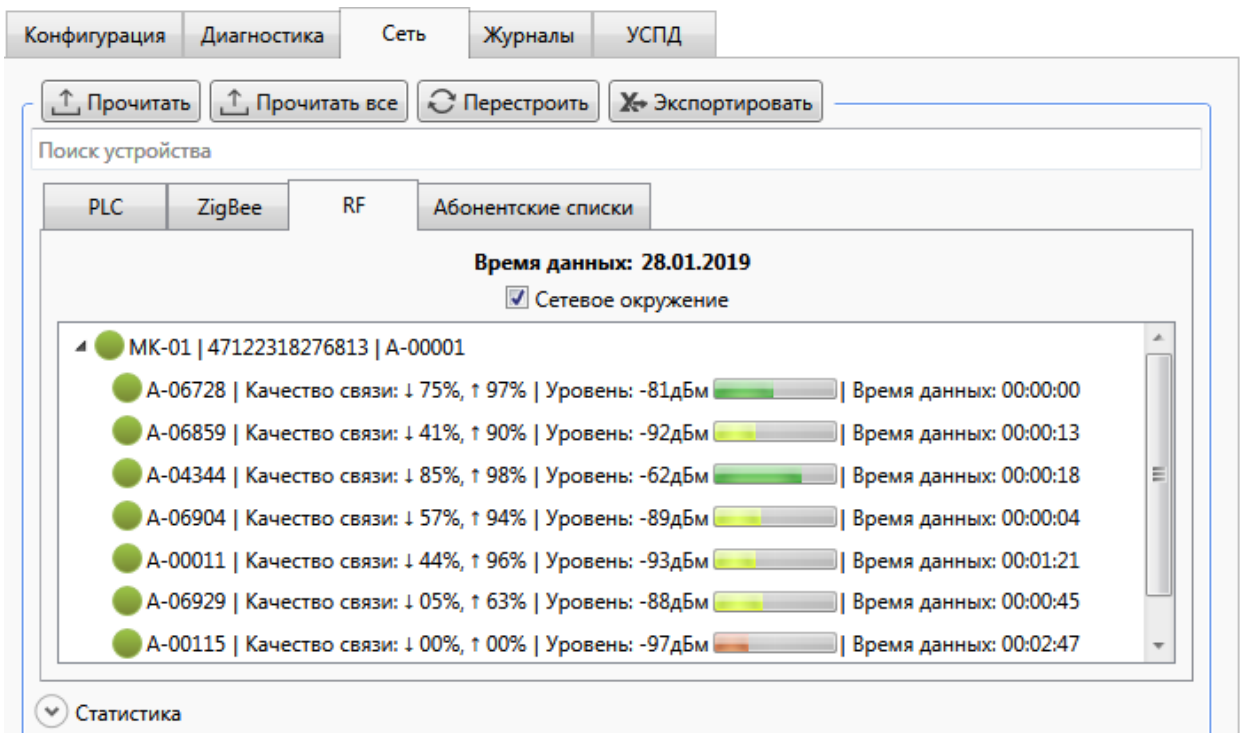 Конфигурация Диагностика Сеть Журналы УСПД
Прочитать Прочитать все Перестроить Экспортировать
Поиск устройства
PLC ZigBee RF Абонентские списки
Время данных: 28.01.2019
Сетевое окружение
МК-01 | 47122318276813 | A-00001
A-06728 | Качество связи: ↓ 75%, ↑ 97% | Уровень: -81дБм | Время данных: 00:00:00
A-06859 | Качество связи: ↓ 41%, ↑ 90% | Уровень: -92дБм | Время данных: 00:00:13
A-04344 | Качество связи: ↓ 85%, ↑ 98% | Уровень: -62дБм | Время данных: 00:00:18
A-06904 | Качество связи: ↓ 57%, ↑ 94% | Уровень: -89дБм | Время данных: 00:00:04
A-00011 | Качество связи: ↓ 44%, ↑ 96% | Уровень: -93дБм | Время данных: 00:01:21
A-06929 | Качество связи: ↓ 05%, ↑ 63% | Уровень: -88дБм | Время данных: 00:00:45
A-00115 | Качество связи: ↓ 00%, ↑ 00% | Уровень: -97дБм | Время данных: 00:02:47
Статистика